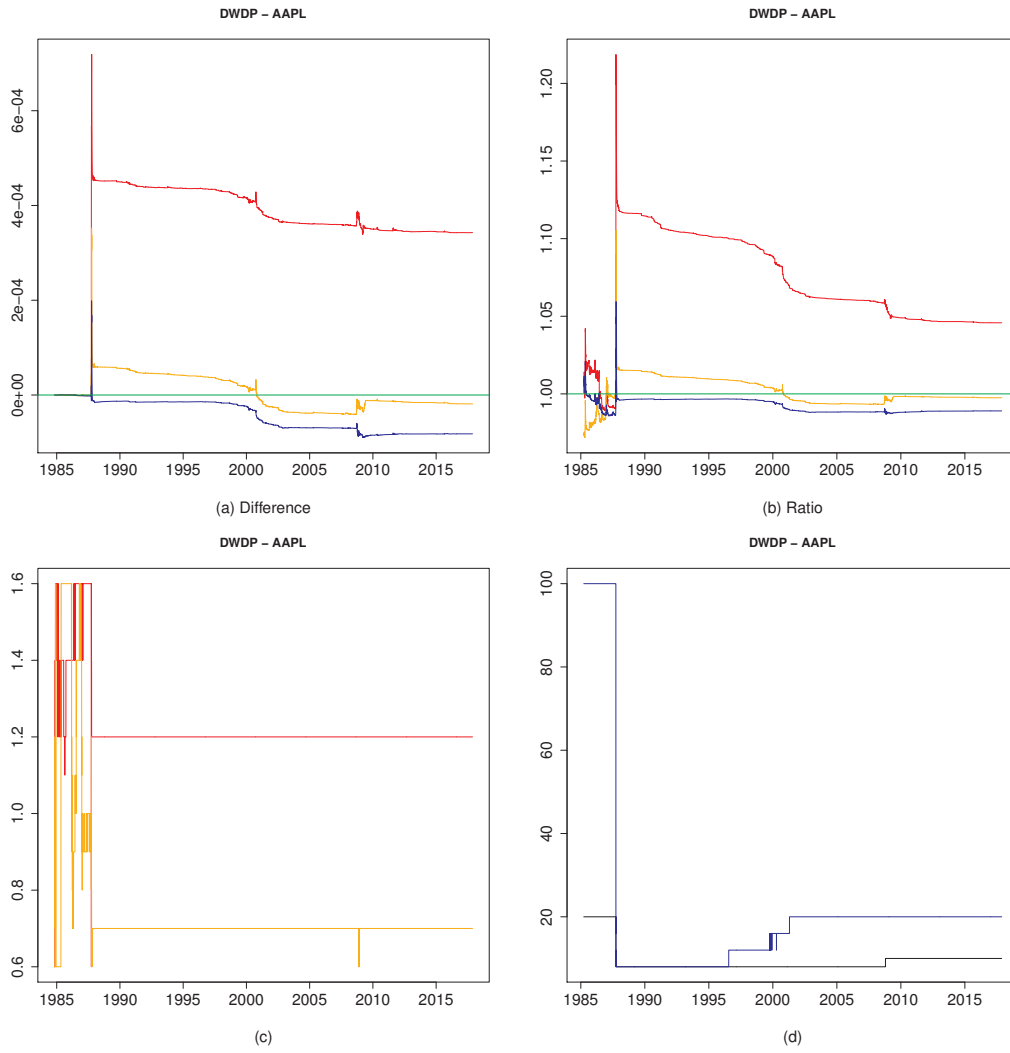 DWDP − AAPL
6e−04
4e−04
2e−04
0e+00
1985 1990 1995 2000 2005 2010 2015
(a) Difference
DWDP − AAPL
1.20
1.15
1.10
1.05
1.00
1985 1990 1995 2000 2005 2010 2015
(b) Ratio
DWDP − AAPL
1.6
1.4
1.2
1.0
0.8
0.6
1985 1990 1995 2000 2005 2010 2015
(c)
DWDP − AAPL
100
80
60
40
20
1985 1990 1995 2000 2005 2010 2015
(d)